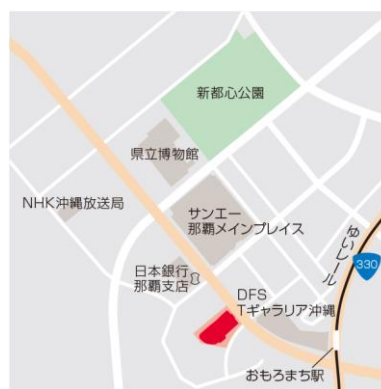 新都心公園
県立博物館
NHK沖縄放送局
サンエー
那覇メインプレイス
ゆいレール
330
日本銀行
那覇支店
DFS
Tギャラリア沖縄
おもろまち駅